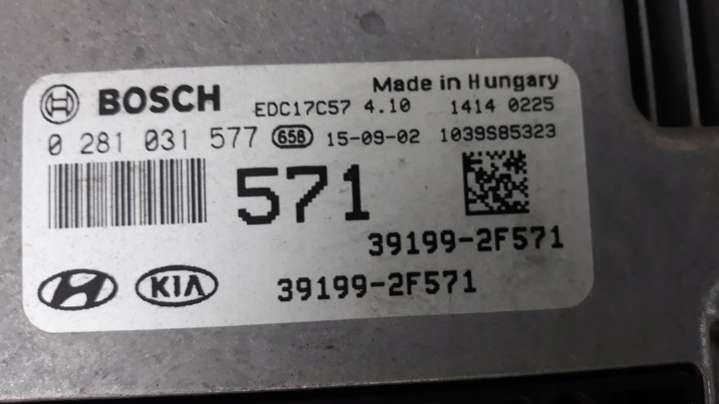 Made in Hungary
BOSCH EDC17C57 4.10 1414 0225
0 281 031 577 658 15-09-02 1039S85323
571
39199-2F571
KIA 39199-2F571